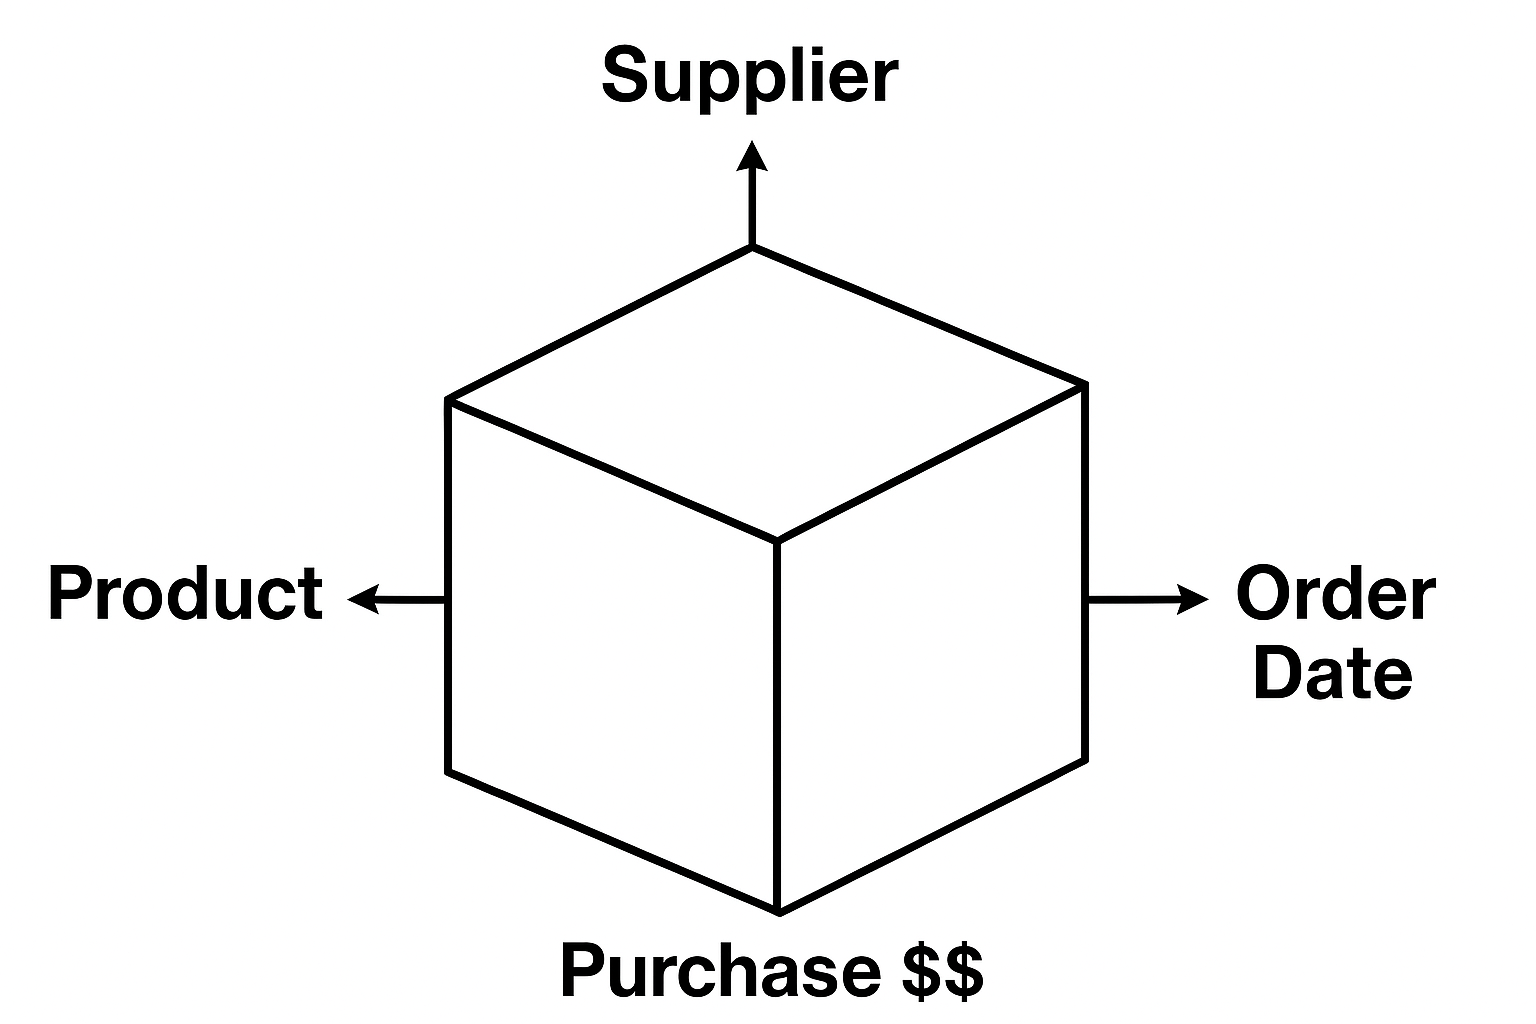 Supplier
Product
Order
Date
Purchase $$